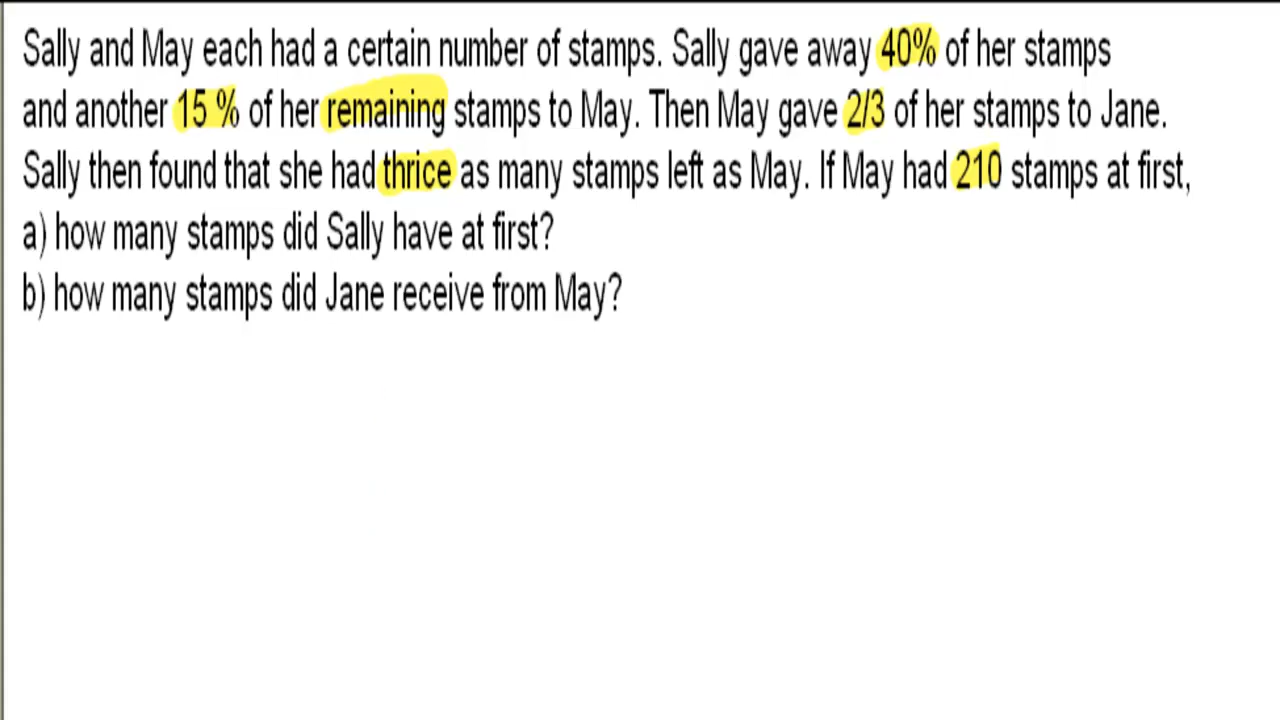 Sally and May each had a certain number of stamps. Sally gave away 40% of her stamps
and another 15 % of her remaining stamps to May. Then May gave 2/3 of her stamps to Jane.
Sally then found that she had thrice as many stamps left as May. If May had 210 stamps at first,
a) how many stamps did Sally have at first?
b) how many stamps did Jane receive from May?